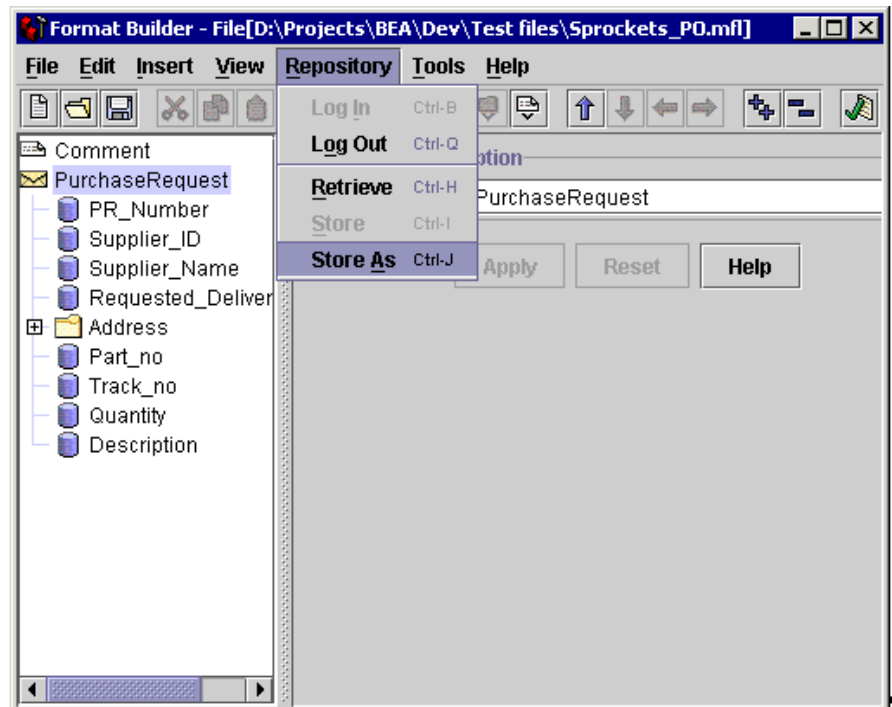 Format Builder - File[D:\Projects\BEA\Dev\Test files\Sprockets_PO.mfl]
File Edit Insert View Repository Tools Help
Log In Ctrl-B
Log Out Ctrl-Q
Retrieve Ctrl-H
Store Ctrl-I
Store As Ctrl-J
Comment
PurchaseRequest
PR_Number
Supplier_ID
Supplier_Name
Requested_Deliver
Address
Part_no
Track_no
Quantity
Description
ption
PurchaseRequest
Apply Reset Help